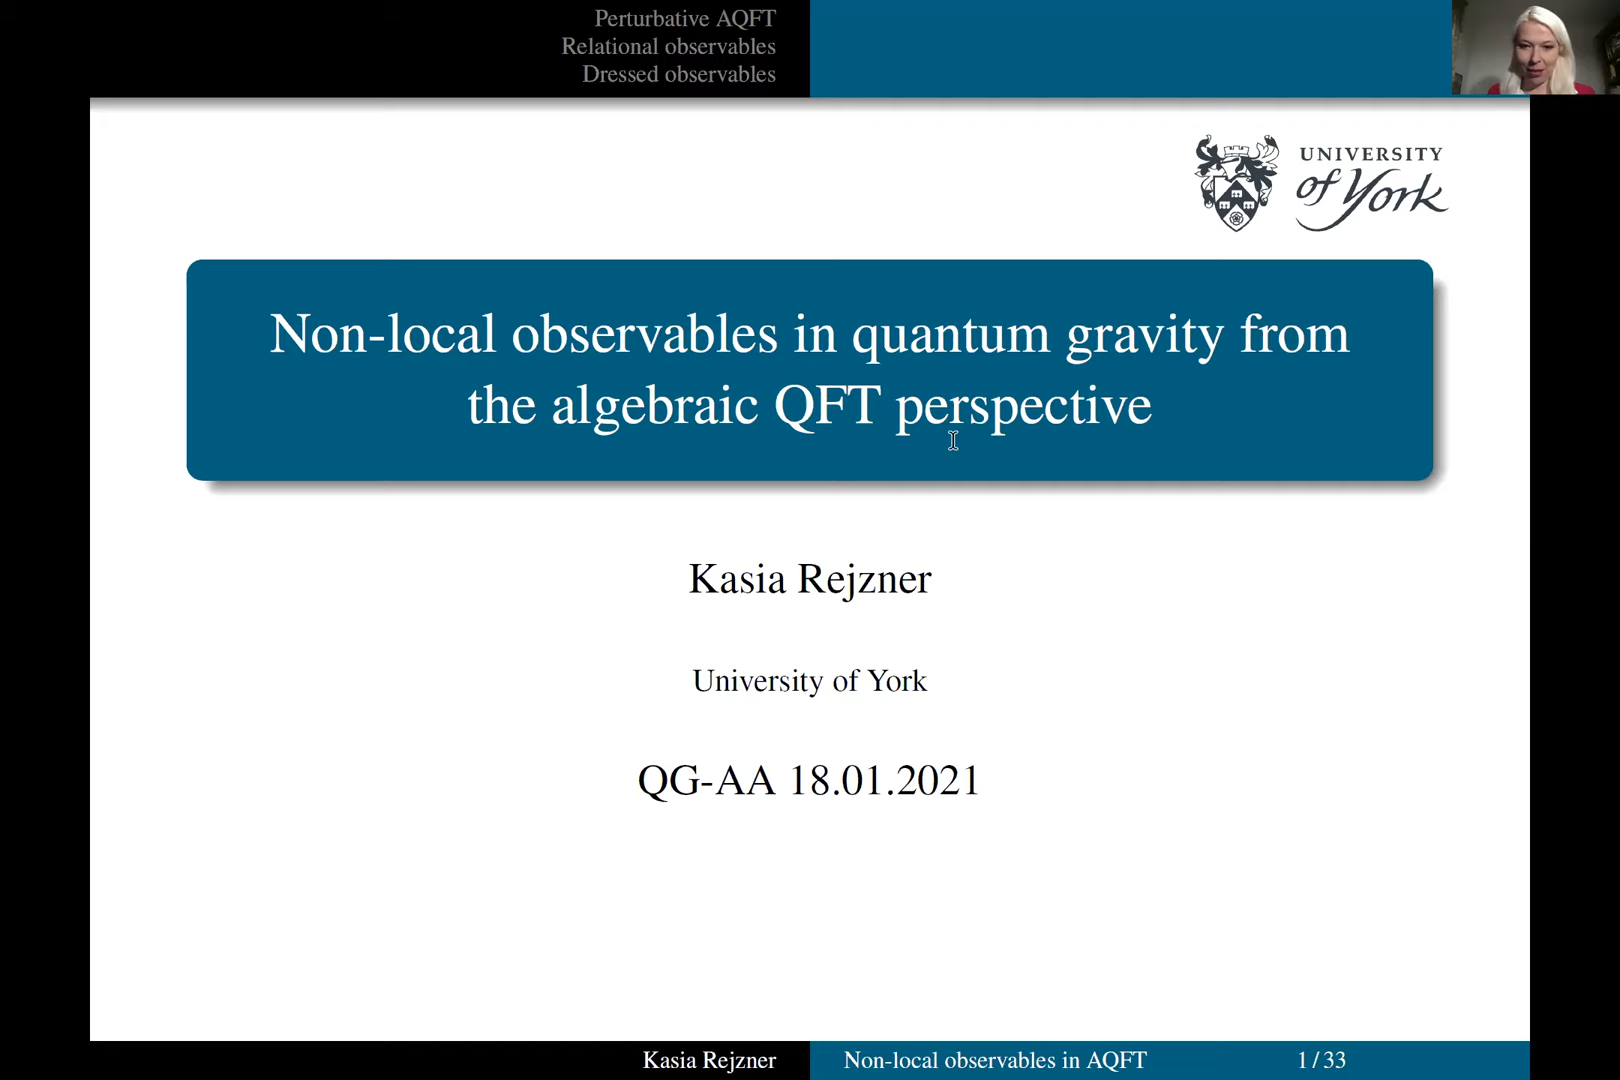 Perturbative AQFT
Relational observables
Dressed observables
UNIVERSITY
of York
Non-local observables in quantum gravity from
the algebraic QFT perspective
Kasia Rejzner
University of York
QG-AA 18.01.2021
Kasia Rejzner
Non-local observables in AQFT
1 / 33